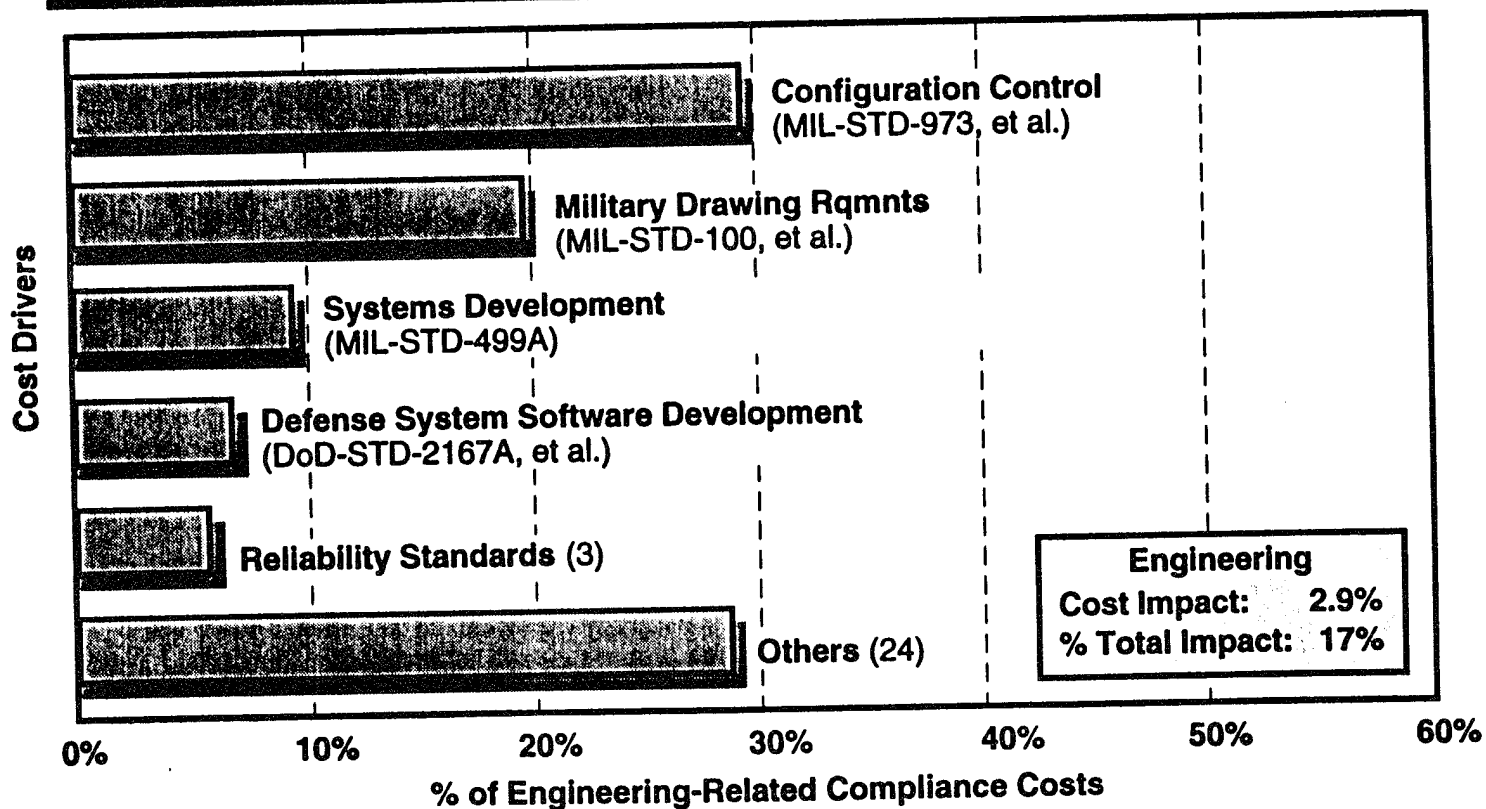 Configuration Control
(MIL-STD-973, et al.)
Military Drawing Rqmnts
(MIL-STD-100, et al.)
Systems Development
(MIL-STD-499A)
Defense System Software Development
(DoD-STD-2167A, et al.)
Reliability Standards (3)
Others (24)
Cost Drivers
Engineering
Cost Impact: 2.9%
% Total Impact: 17%
0% 10% 20% 30% 40% 50% 60%
% of Engineering-Related Compliance Costs